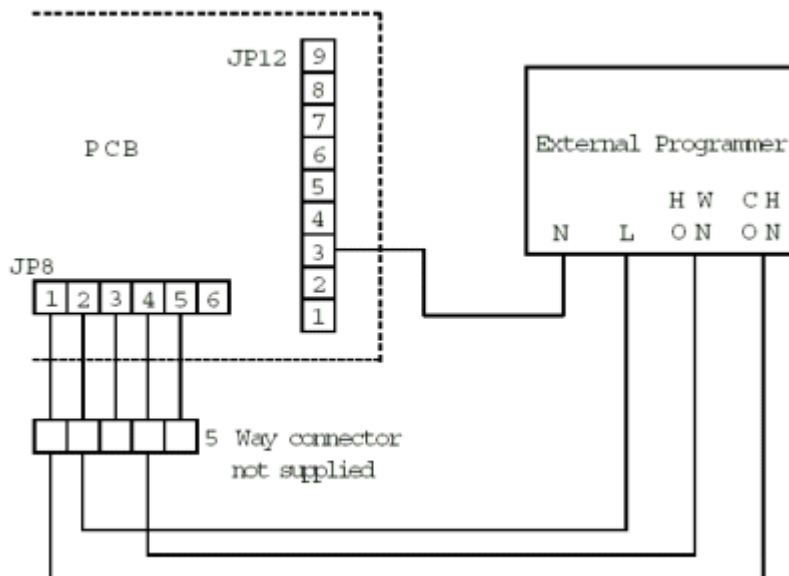 JP12
9
8
7
6
5
4
3
2
1
PCB
External Programmer
H W C H
N L O N O N
JP8
1 2 3 4 5 6
5 Way connector
not supplied